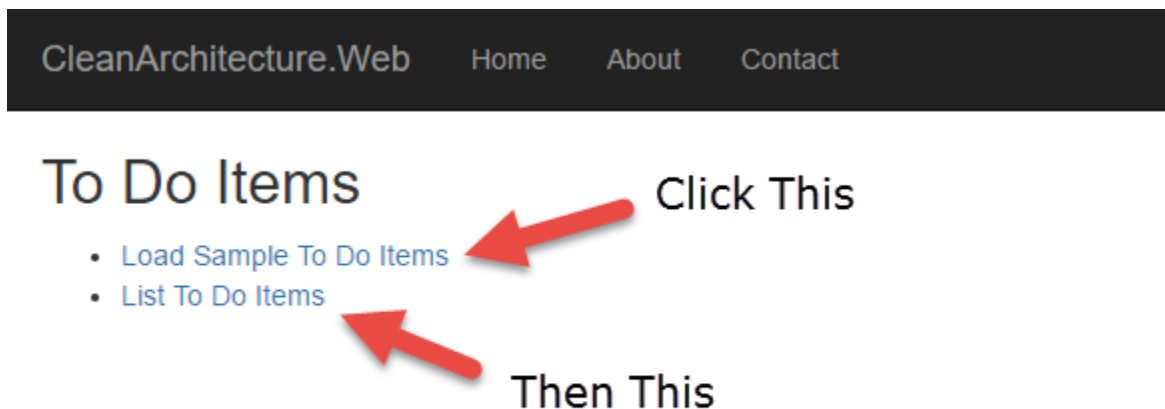 CleanArchitecture.Web Home About Contact
To Do Items
Click This
Load Sample To Do Items
List To Do Items
Then This